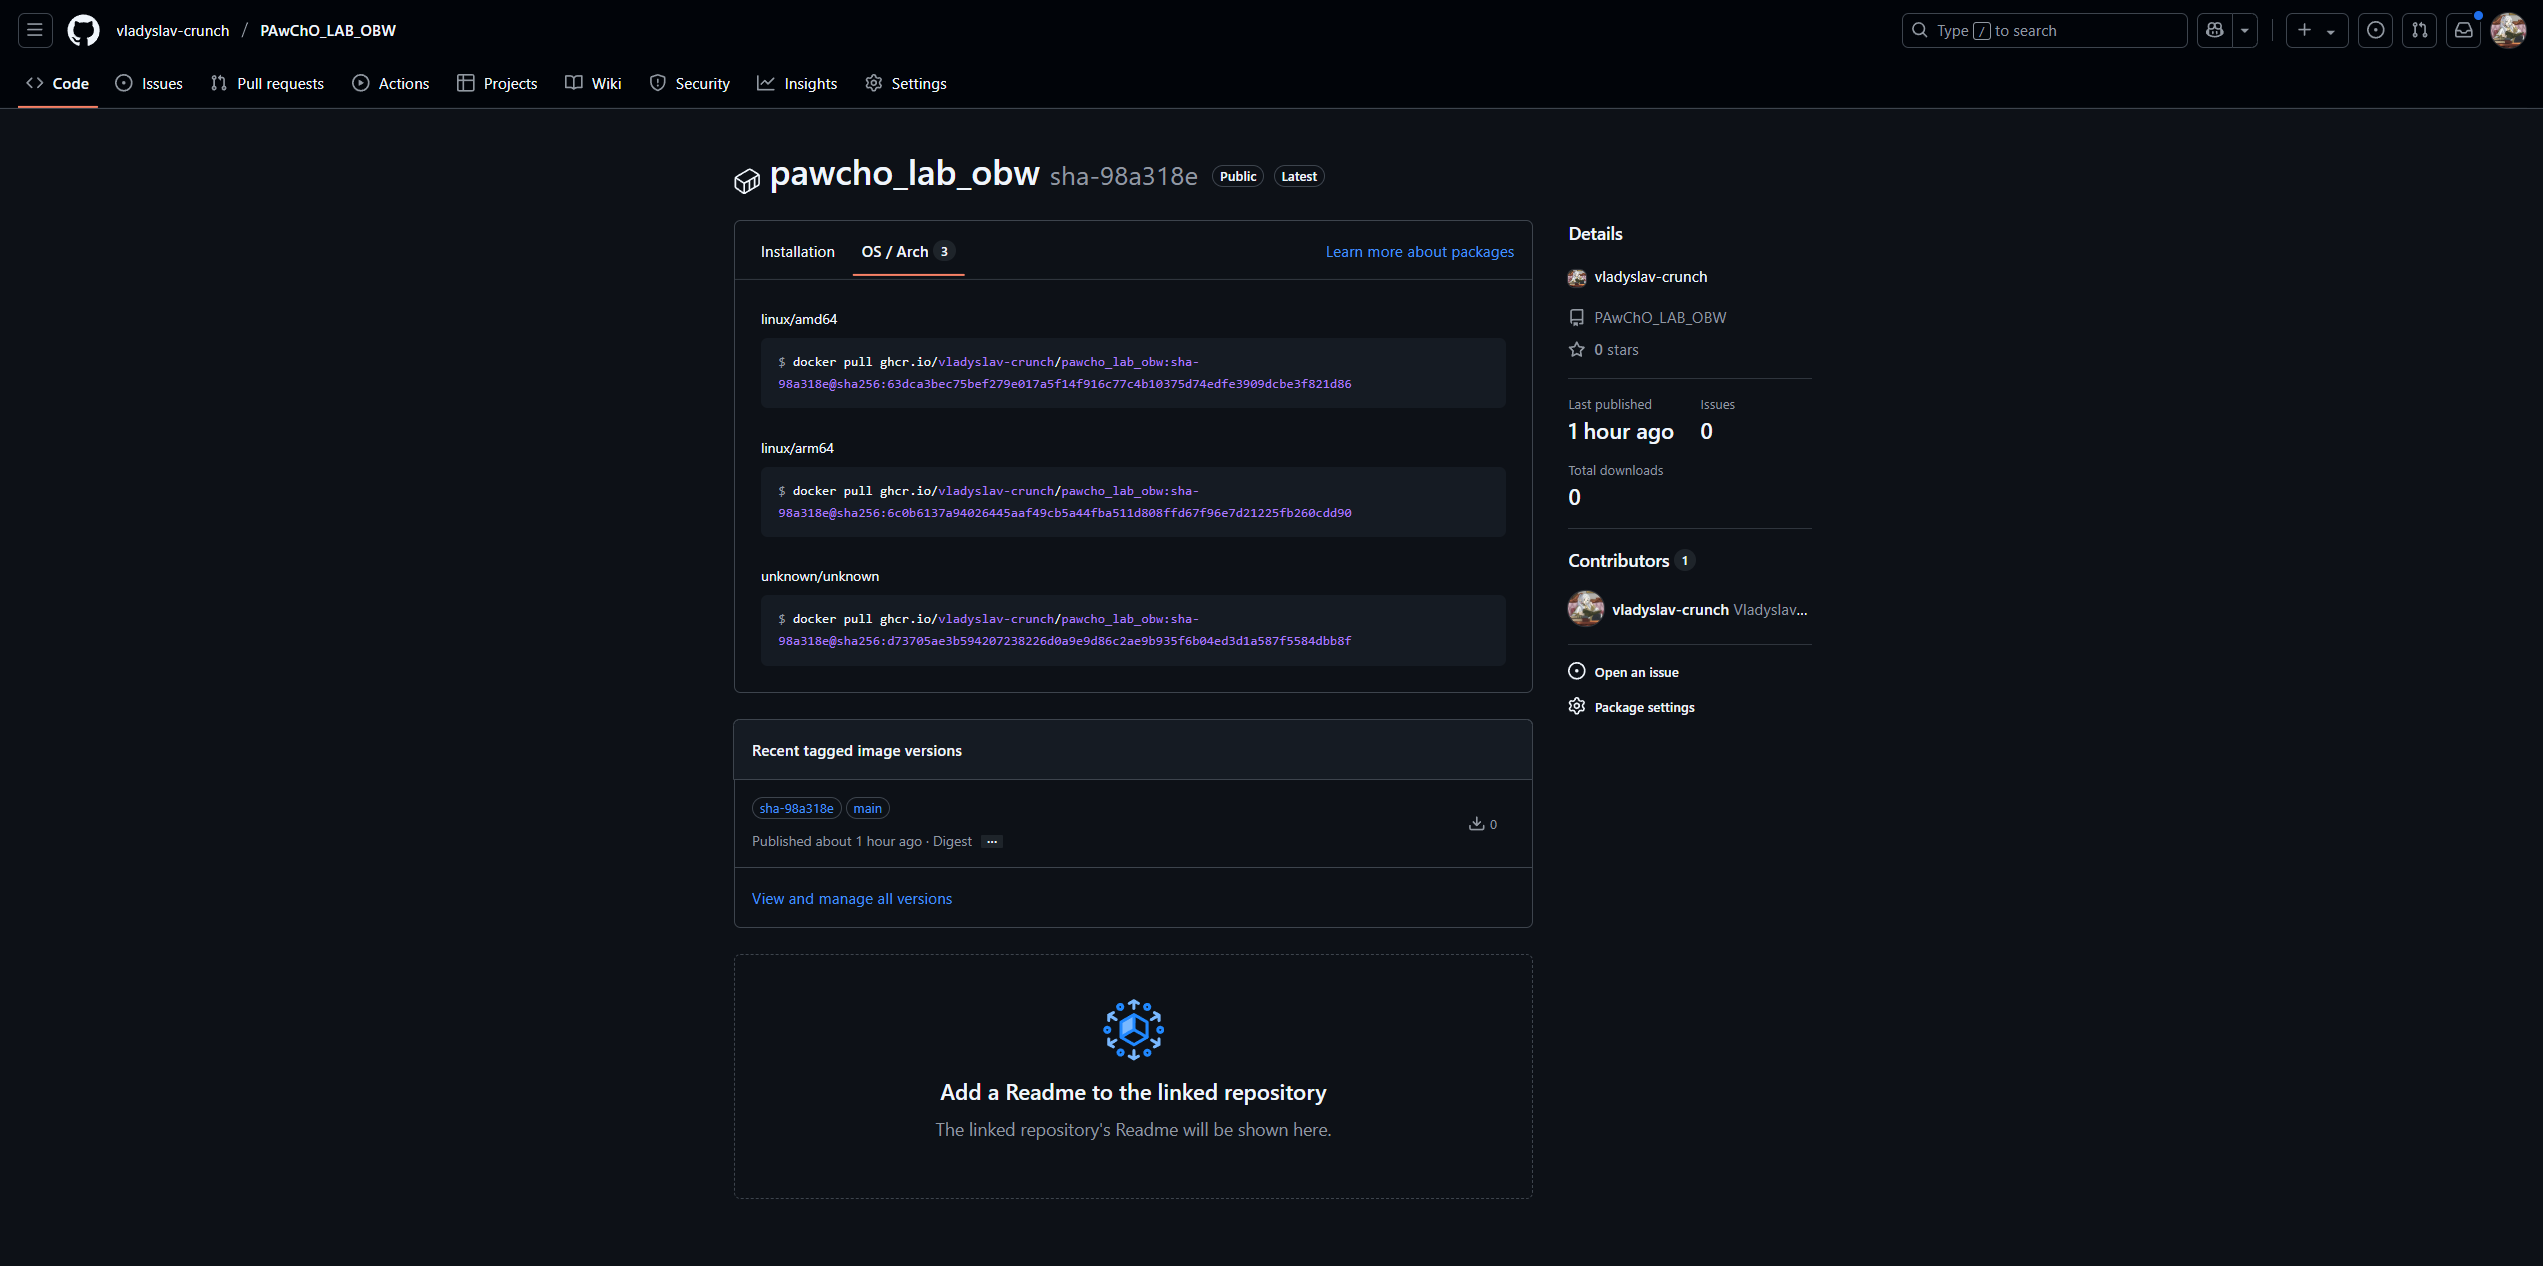 vladyslav-crunch / PAwChO_LAB_OBW
Type / to search
Code Issues Pull requests Actions Projects Wiki Security Insights Settings
pawcho_lab_obw sha-98a318e Public Latest
Installation OS / Arch 3 Learn more about packages
linux/amd64
$ docker pull ghcr.io/vladyslav-crunch/pawcho_lab_obw:sha-
98a318e@sha256:63dca3bec75bef279e017a5f14f916c77c4b10375d74edfe3909dcbe3f821d86
linux/arm64
$ docker pull ghcr.io/vladyslav-crunch/pawcho_lab_obw:sha-
98a318e@sha256:6c0b6137a94026445aaf49cb5a44fba511d808ffd67f96e7d21225fb260cdd90
unknown/unknown
$ docker pull ghcr.io/vladyslav-crunch/pawcho_lab_obw:sha-
98a318e@sha256:d73705ae3b594207238226d0a9e9d86c2ae9b935f6b04ed3d1a587f5584dbb8f
Recent tagged image versions
sha-98a318e main
Published about 1 hour ago · Digest ...
0
View and manage all versions
Add a Readme to the linked repository
The linked repository's Readme will be shown here.
Details
vladyslav-crunch
PAwChO_LAB_OBW
0 stars
Last published Issues
1 hour ago 0
Total downloads
0
Contributors 1
vladyslav-crunch Vladyslav...
Open an issue
Package settings